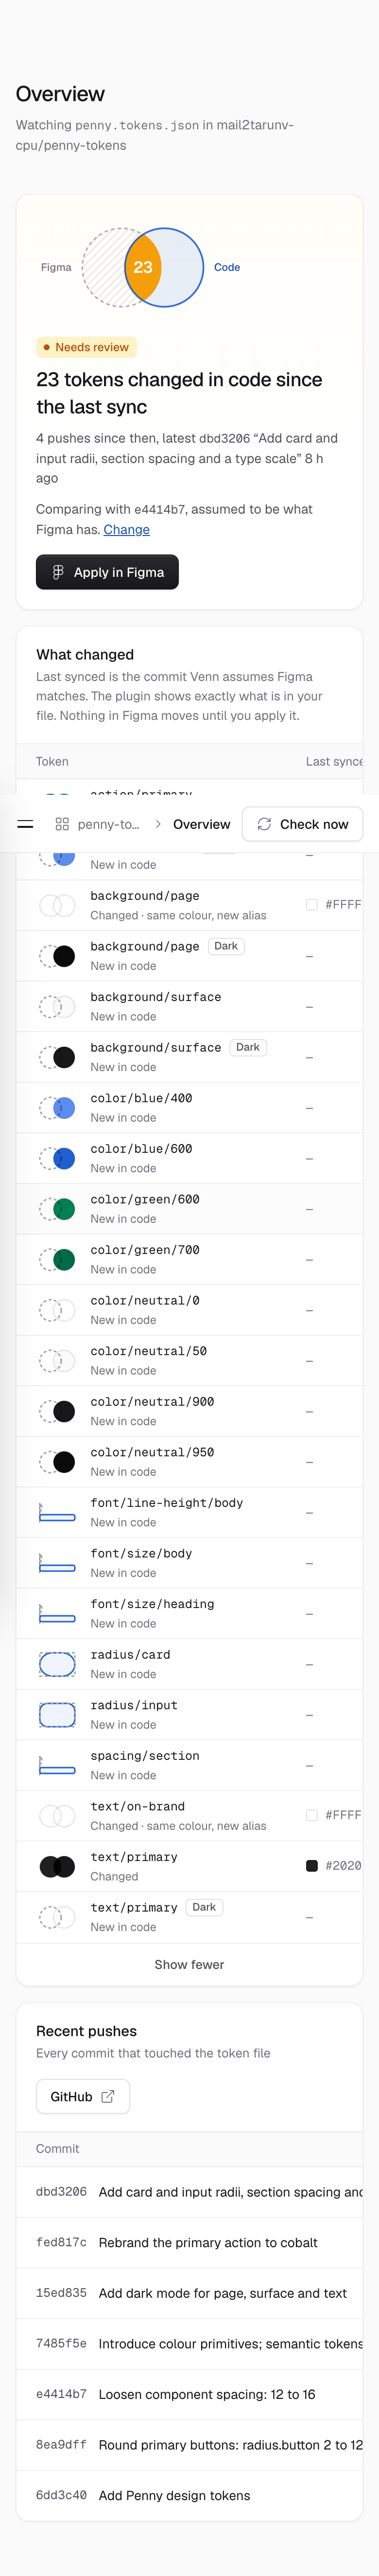 Overview
Watching penny.tokens.json in mail2tarunv-
cpu/penny-tokens
Figma
23
Code
Needs review
23 tokens changed in code since
the last sync
4 pushes since then, latest dbd3206 “Add card and
input radii, section spacing and a type scale” 8 h
ago
Comparing with e4414b7, assumed to be what
Figma has. Change
Apply in Figma
What changed
Last synced is the commit Venn assumes Figma
matches. The plugin shows exactly what is in your
file. Nothing in Figma moves until you apply it.
Token Last synce
action/primary
penny-to... > Overview Check now
New in code –
background/page
Changed · same colour, new alias #FFFF
background/page Dark
New in code –
background/surface
New in code –
background/surface Dark
New in code –
color/blue/400
New in code –
color/blue/600
New in code –
color/green/600
New in code –
color/green/700
New in code –
color/neutral/0
New in code –
color/neutral/50
New in code –
color/neutral/900
New in code –
color/neutral/950
New in code –
font/line-height/body
New in code –
font/size/body
New in code –
font/size/heading
New in code –
radius/card
New in code –
radius/input
New in code –
spacing/section
New in code –
text/on-brand
Changed · same colour, new alias #FFFF
text/primary
Changed #2020
text/primary Dark
New in code –
Show fewer
Recent pushes
Every commit that touched the token file
GitHub
Commit
dbd3206 Add card and input radii, section spacing and
fed817c Rebrand the primary action to cobalt
15ed835 Add dark mode for page, surface and text
7485f5e Introduce colour primitives; semantic tokens
e4414b7 Loosen component spacing: 12 to 16
8ea9dff Round primary buttons: radius.button 2 to 12
6dd3c40 Add Penny design tokens